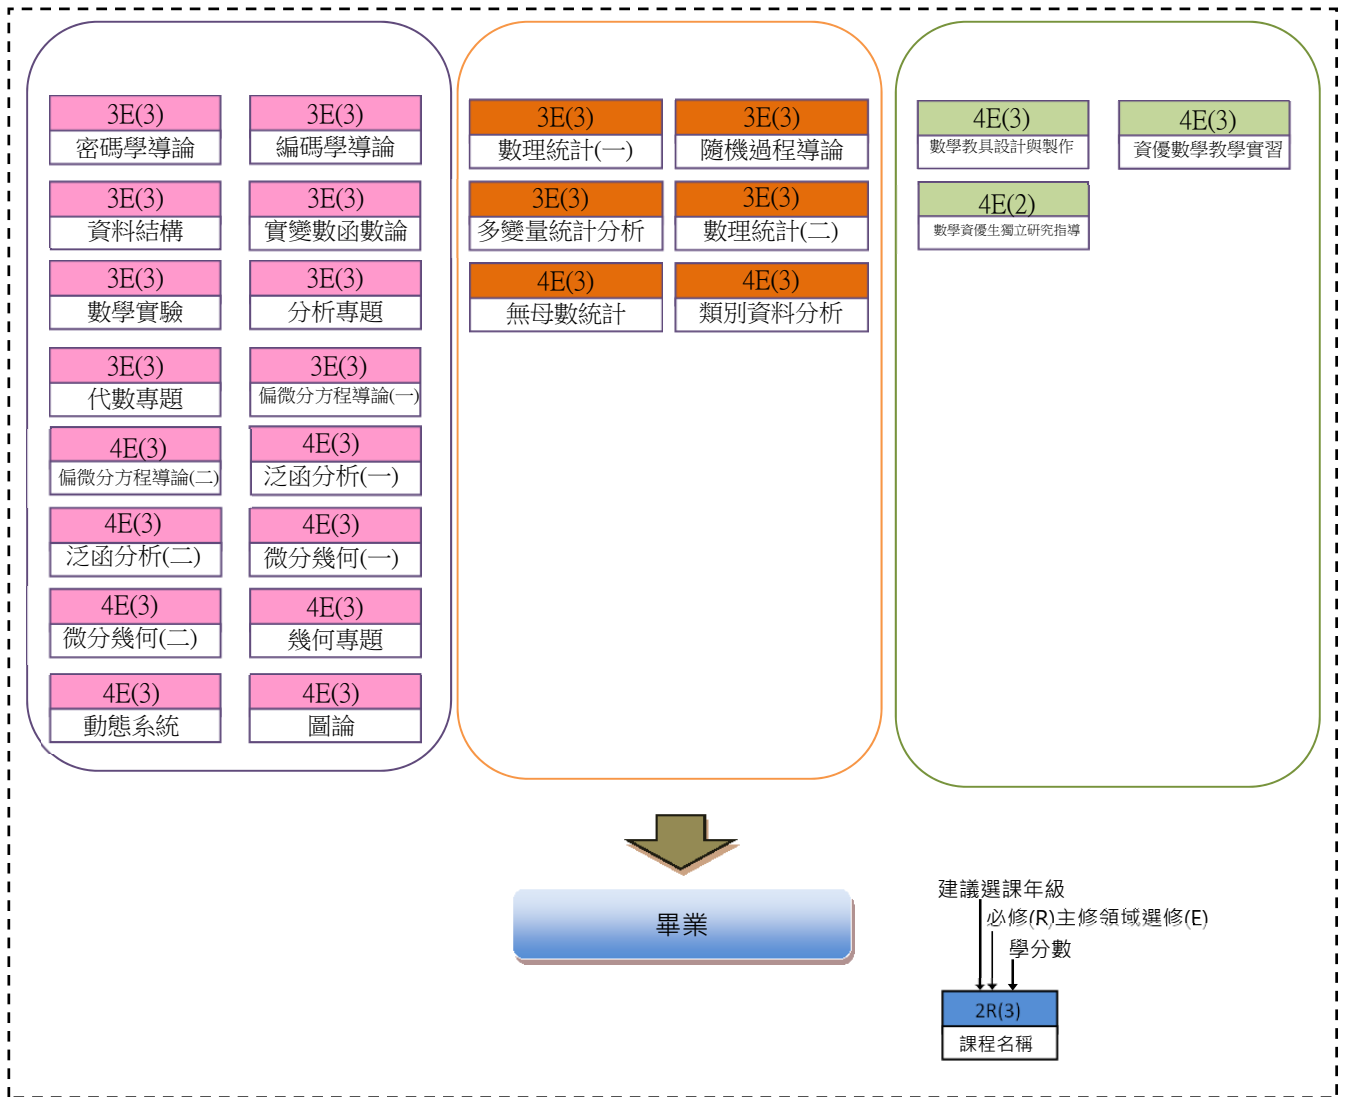 3E(3)
密碼學導論
3E(3)
編碼學導論
3E(3)
資料結構
3E(3)
實變數函數論
3E(3)
數學實驗
3E(3)
分析專題
3E(3)
代數專題
3E(3)
偏微分方程導論(一)
4E(3)
偏微分方程導論(二)
4E(3)
泛函分析(一)
4E(3)
泛函分析(二)
4E(3)
微分幾何(一)
4E(3)
微分幾何(二)
4E(3)
幾何專題
4E(3)
動態系統
4E(3)
圖論
3E(3)
數理統計(一)
3E(3)
隨機過程導論
3E(3)
多變量統計分析
3E(3)
數理統計(二)
4E(3)
無母數統計
4E(3)
類別資料分析
4E(3)
數學教具設計與製作
4E(3)
資優數學教學實習
4E(2)
數學資優生獨立研究指導
畢業
建議選課年級
必修(R)主修領域選修(E)
學分數
2R(3)
課程名稱